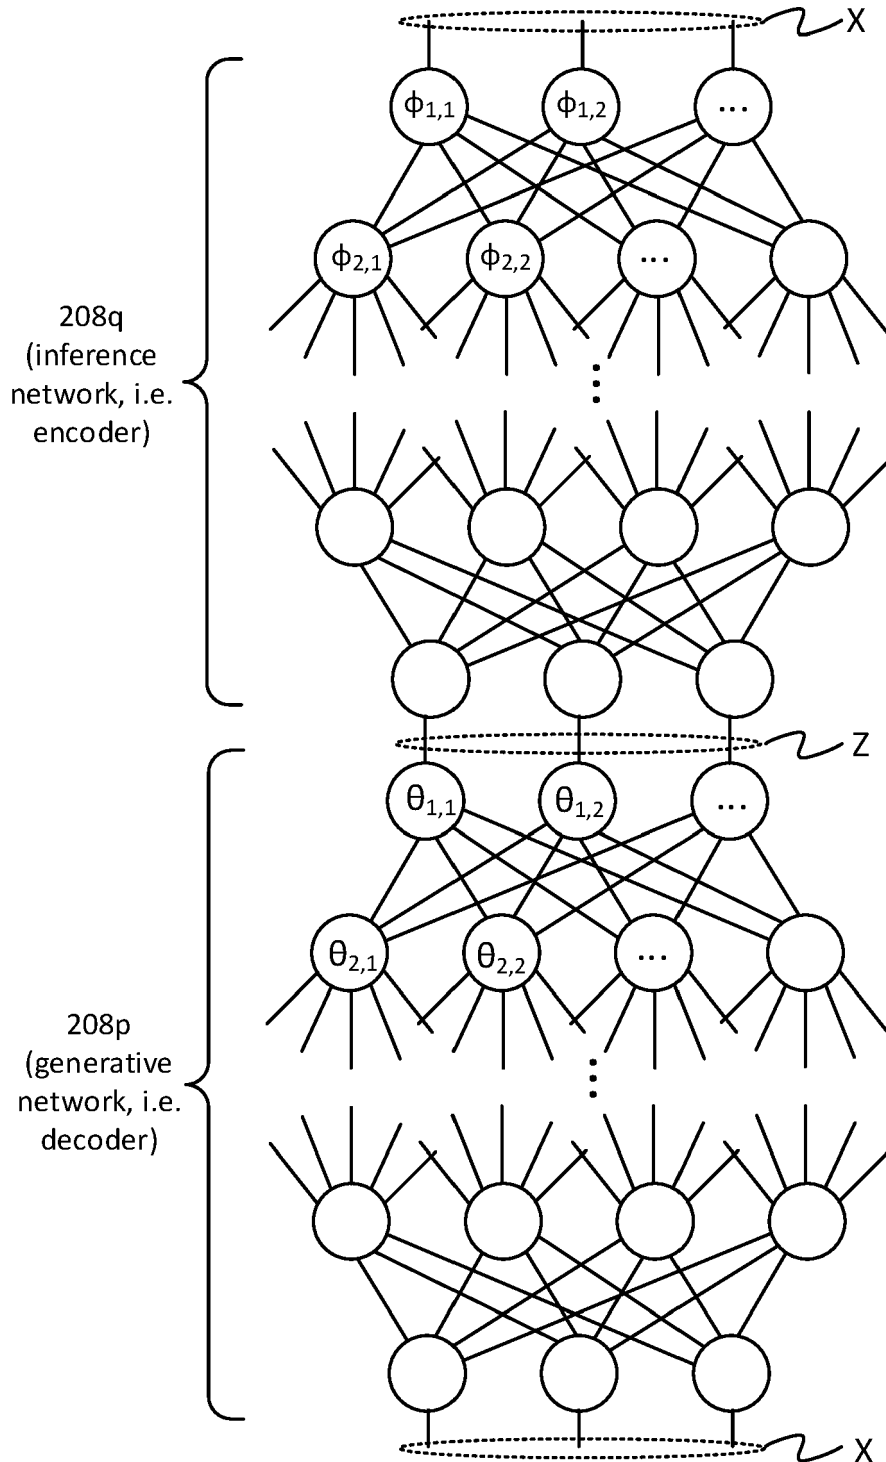 X
ϕ1,1 ϕ1,2 ...
ϕ2,1 ϕ2,2 ...
208q
(inference
network, i.e.
encoder)
Z
θ1,1 θ1,2 ...
θ2,1 θ2,2 ...
208p
(generative
network, i.e.
decoder)
X